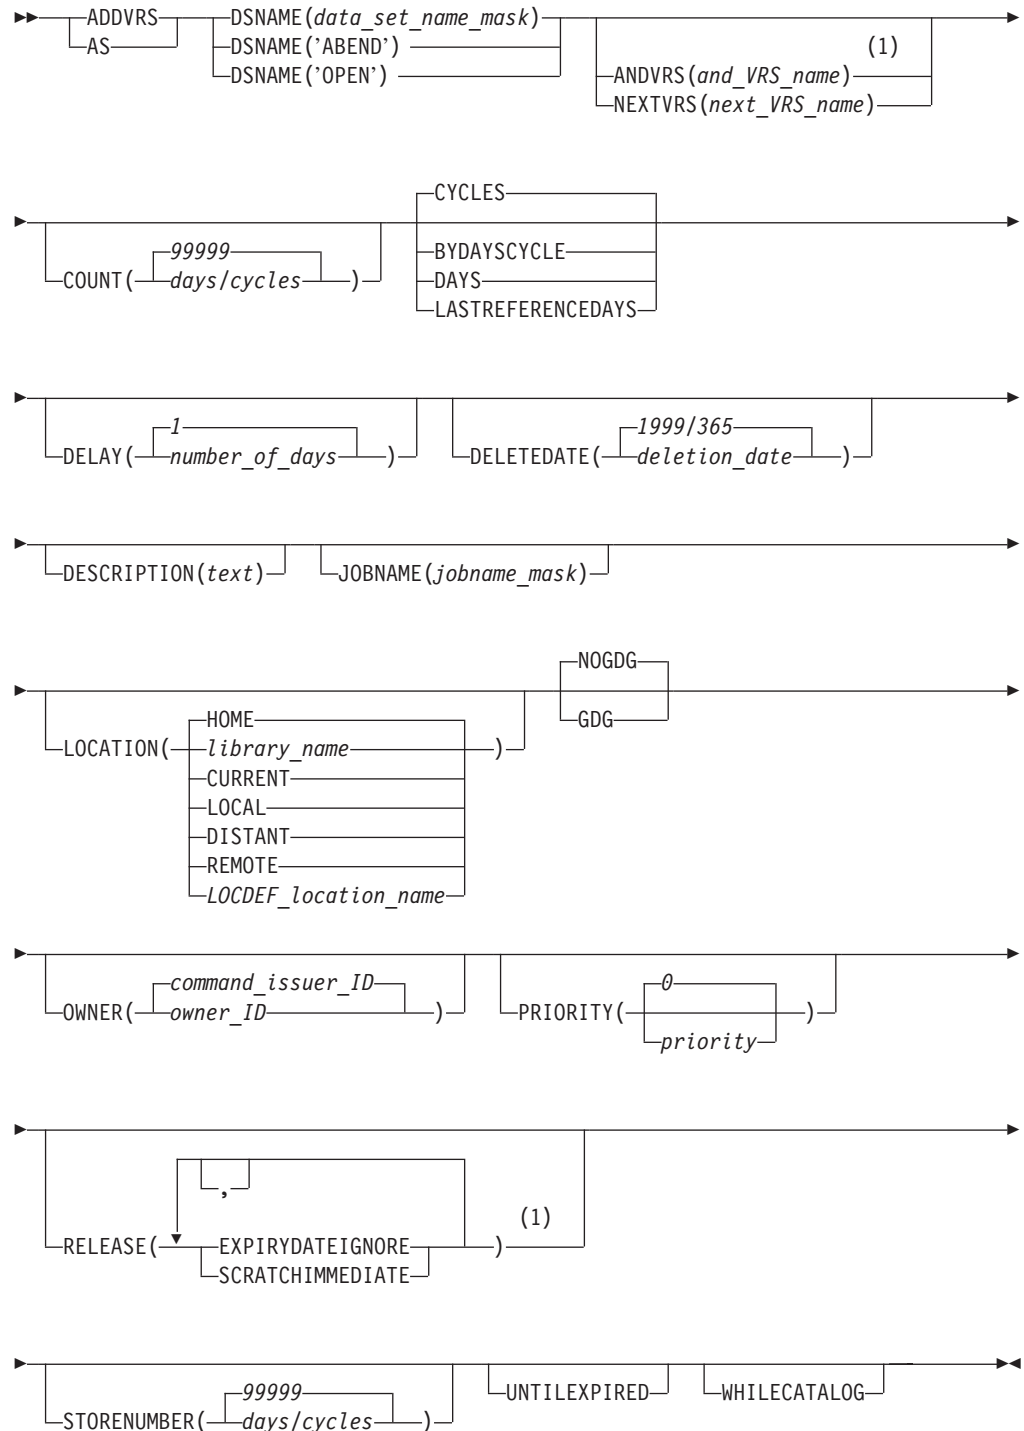 ADDVRS DSNAME(data_set_name_mask)
AS DSNAME('ABEND') (1)
DSNAME('OPEN') ANDVRS(and_VRS_name)
NEXTVRS(next_VRS_name)
CYCLES
99999 BYDAYSCYCLE
COUNT( days/cycles ) DAYS
LASTREFERENCEDAYS
1 1999/365
DELAY( number_of_days ) DELETEDATE( deletion_date )
DESCRIPTION(text) JOBNAME(jobname_mask)
NOGDG
HOME GDG
LOCATION( library_name )
CURRENT
LOCAL
DISTANT
REMOTE
LOCDEF_location_name
command_issuer_ID 0
OWNER( owner_ID ) PRIORITY( )
priority
,
(1)
RELEASE( EXPIRYDATEIGNORE )
SCRATCHIMMEDIATE
99999 UNTILEXPIRED WHILECATALOG
STORENUMBER( days/cycles )